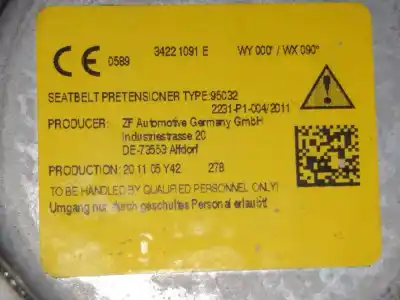 CE 0589 34221091 E WY 000° / WX 090°
SEATBELT PRETENSIONER TYPE: 95032
2231-P1-004/2011
PRODUCER: ZF Automotive Germany GmbH
Industriestrasse 20
DE-73553 Alfdorf
PRODUCTION: 20 11 05 Y42 278
TO BE HANDLED BY QUALIFIED PERSONNEL ONLY!
Umgang nur durch geschultes Personal erlaubt!